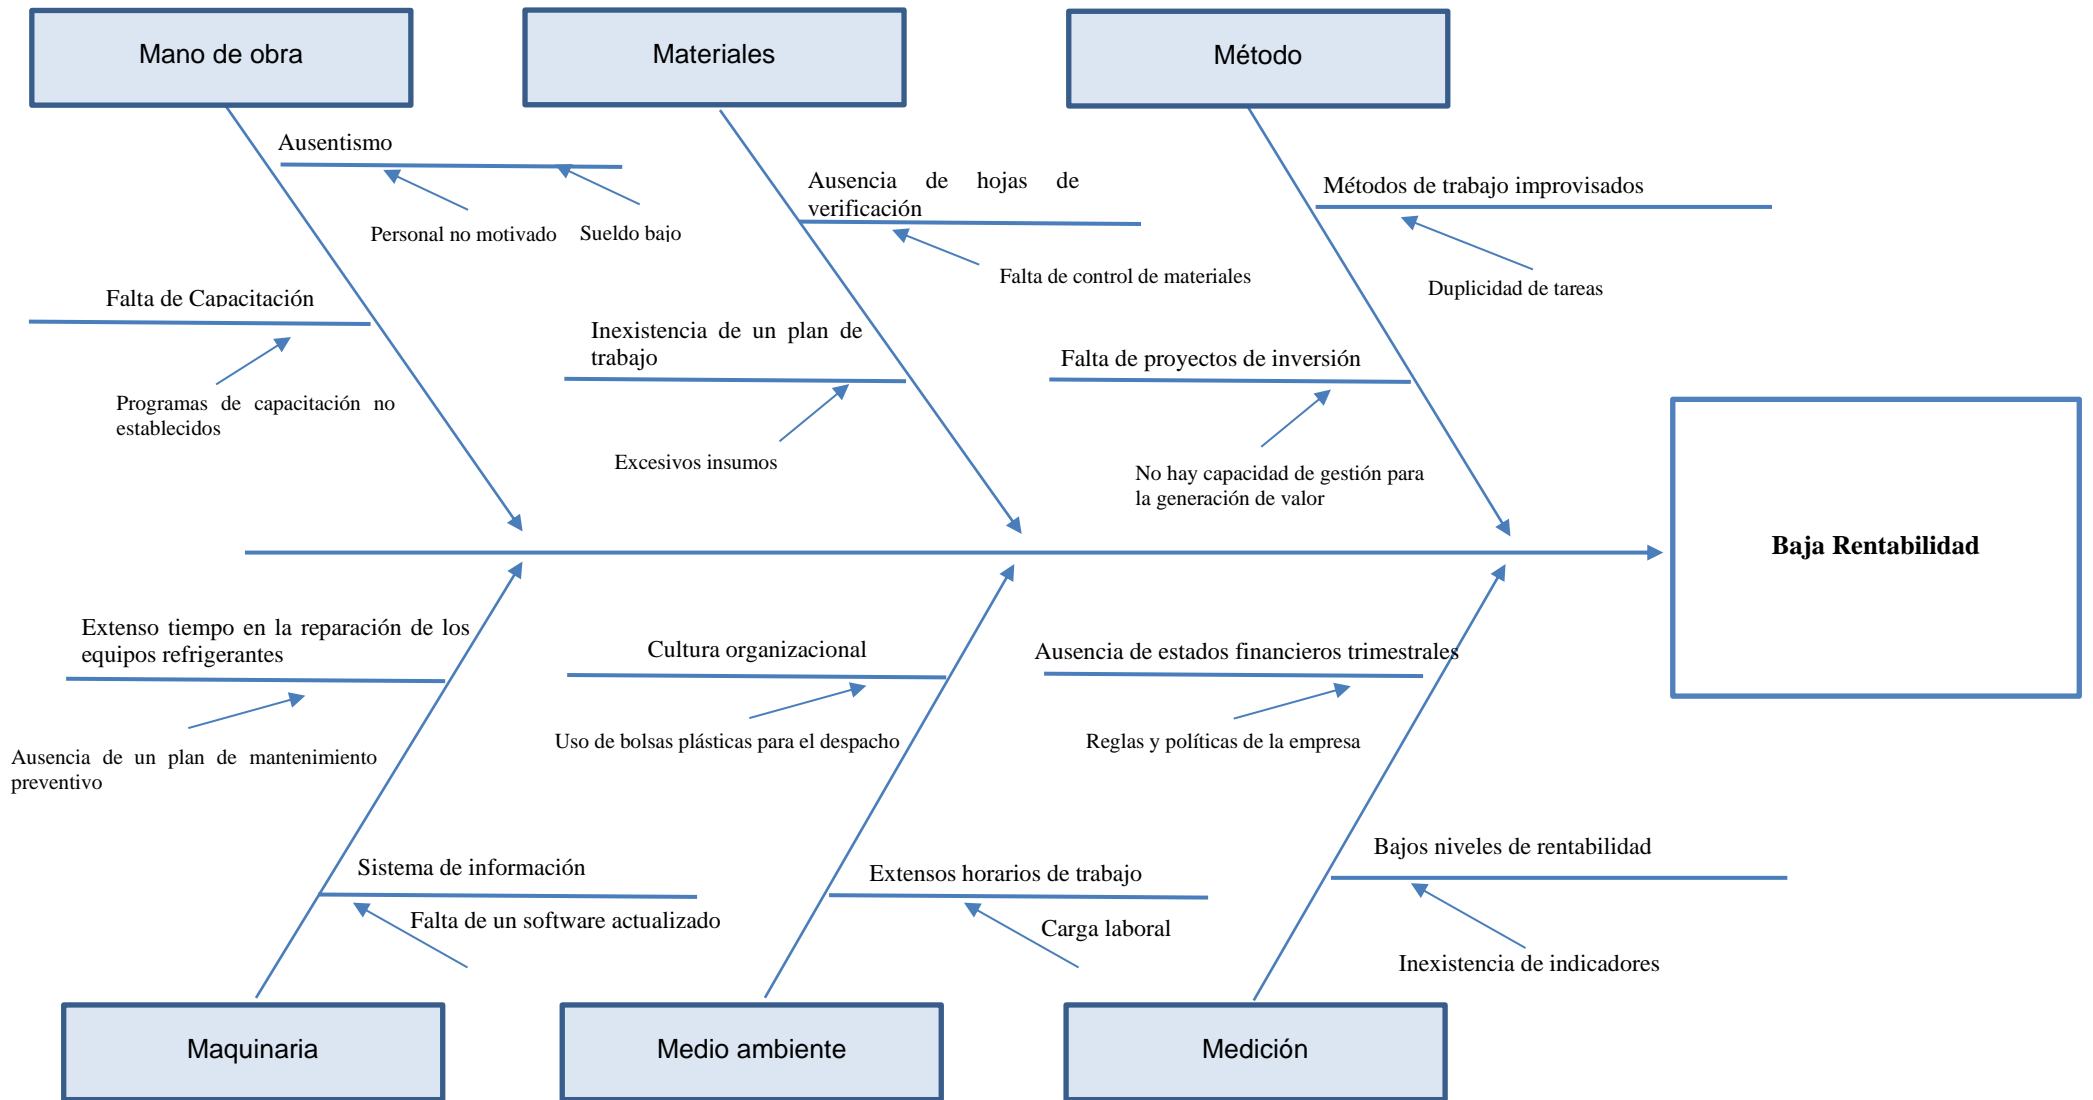 Mano de obra
Materiales
Método
Ausentismo
Personal no motivado
Sueldo bajo
Falta de Capacitación
Programas de capacitación no
establecidos
Ausencia de hojas de
verificación
Falta de control de materiales
Inexistencia de un plan de
trabajo
Excesivos insumos
Métodos de trabajo improvisados
Duplicidad de tareas
Falta de proyectos de inversión
No hay capacidad de gestión para
la generación de valor
Baja Rentabilidad
Extenso tiempo en la reparación de los
equipos refrigerantes
Ausencia de un plan de mantenimiento
preventivo
Sistema de información
Falta de un software actualizado
Cultura organizacional
Uso de bolsas plásticas para el despacho
Extensos horarios de trabajo
Carga laboral
Ausencia de estados financieros trimestrales
Reglas y políticas de la empresa
Bajos niveles de rentabilidad
Inexistencia de indicadores
Maquinaria
Medio ambiente
Medición